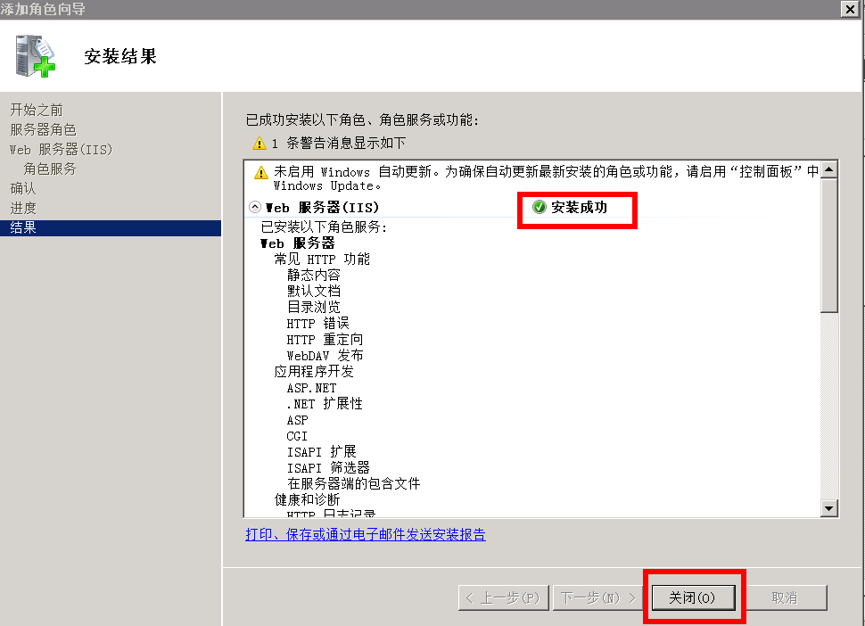 添加角色向导
安装结果
开始之前
服务器角色
Web 服务器(IIS)
角色服务
确认
进度
结果
已成功安装以下角色、角色服务或功能:
1 条警告消息显示如下
未启用 Windows 自动更新。为确保自动更新最新安装的角色或功能，请启用“控制面板”中
Windows Update。
Web 服务器(IIS) 安装成功
已安装以下角色服务:
Web 服务器
常见 HTTP 功能
静态内容
默认文档
目录浏览
HTTP 错误
HTTP 重定向
WebDAV 发布
应用程序开发
ASP.NET
.NET 扩展性
ASP
CGI
ISAPI 扩展
ISAPI 筛选器
在服务器端的包含文件
健康和诊断
HTTP 日志记录
打印、保存或通过电子邮件发送安装报告
< 上一步(P) 下一步(N) > 关闭(O) 取消